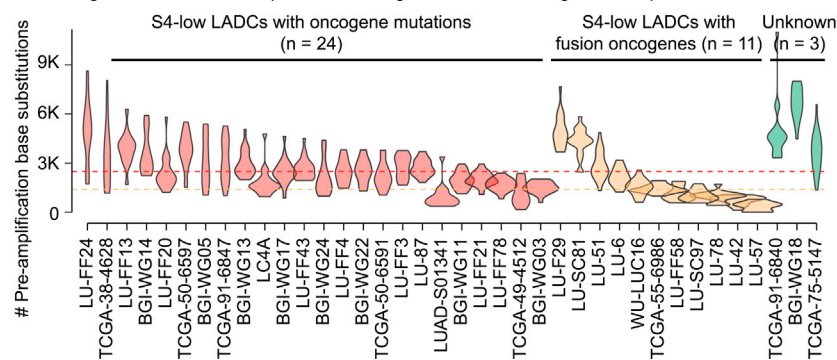 S4-low LADCs with oncogene mutations
(n = 24)
S4-low LADCs with
fusion oncogenes (n = 11)
Unknown
(n = 3)
# Pre-amplification base substitutions
9K
6K
3K
0
LU-FF24
TCGA-38-4628
LU-FF13
BGI-WG14
LU-FF20
TCGA-50-6597
BGI-WG05
TCGA-91-6847
BGI-WG13
LC4A
BGI-WG17
LU-FF43
BGI-WG24
LU-FF4
BGI-WG22
TCGA-50-6591
LU-FF3
LU-87
LUAD-S01341
BGI-WG11
LU-FF21
LU-FF78
TCGA-49-4512
BGI-WG03
LU-F29
LU-SC81
LU-51
LU-6
WU-LUC16
TCGA-55-6986
LU-FF58
LU-SC97
LU-78
LU-42
LU-57
TCGA-91-6840
BGI-WG18
TCGA-75-5147